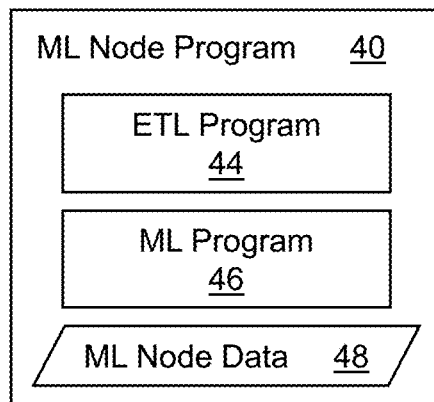 ML Node Program 40
ETL Program
44
ML Program
46
ML Node Data 48